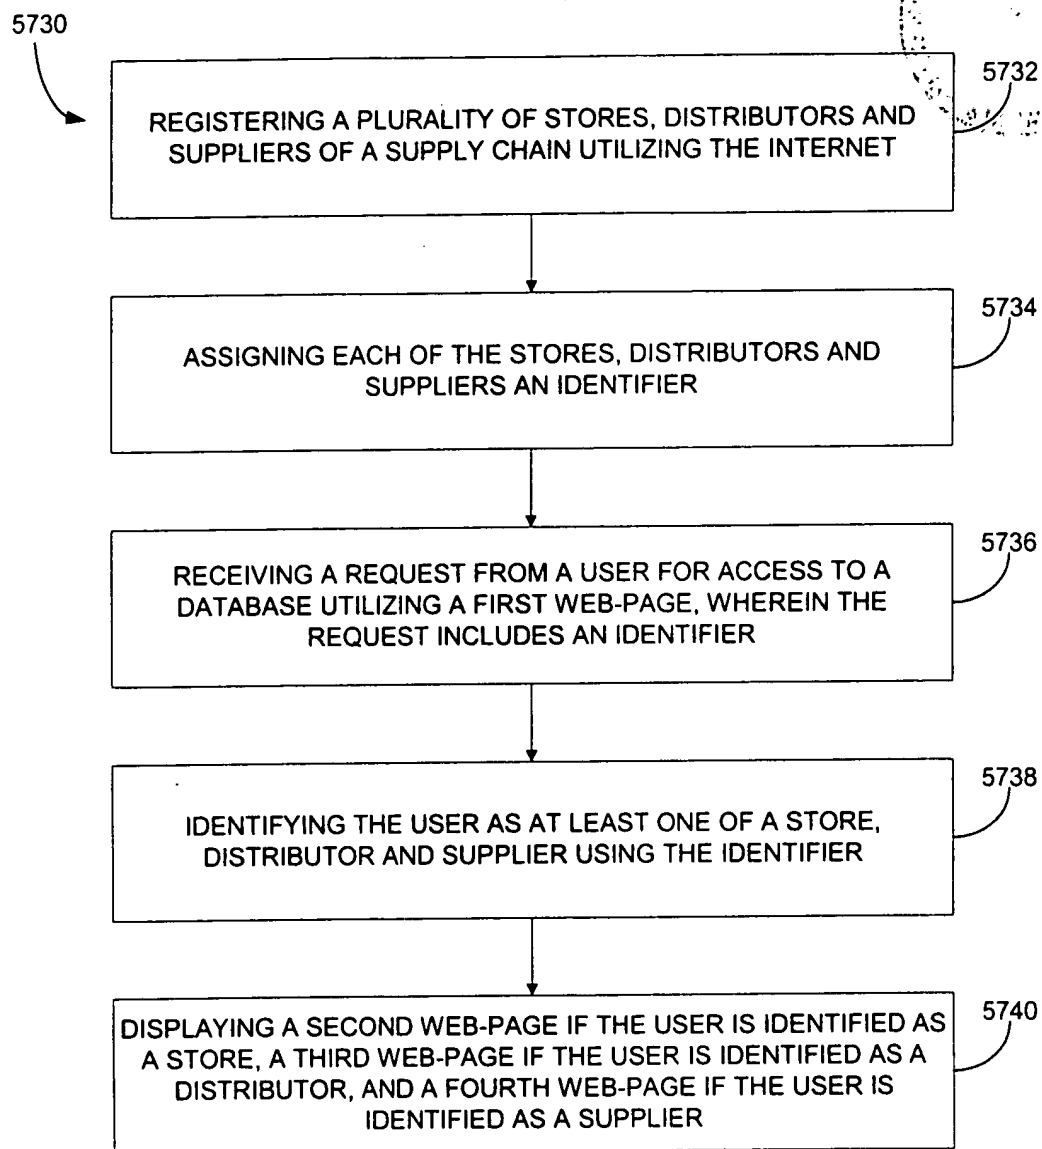 5730
5732
REGISTERING A PLURALITY OF STORES, DISTRIBUTORS AND
SUPPLIERS OF A SUPPLY CHAIN UTILIZING THE INTERNET
5734
ASSIGNING EACH OF THE STORES, DISTRIBUTORS AND
SUPPLIERS AN IDENTIFIER
5736
RECEIVING A REQUEST FROM A USER FOR ACCESS TO A
DATABASE UTILIZING A FIRST WEB-PAGE, WHEREIN THE
REQUEST INCLUDES AN IDENTIFIER
5738
IDENTIFYING THE USER AS AT LEAST ONE OF A STORE,
DISTRIBUTOR AND SUPPLIER USING THE IDENTIFIER
5740
DISPLAYING A SECOND WEB-PAGE IF THE USER IS IDENTIFIED AS
A STORE, A THIRD WEB-PAGE IF THE USER IS IDENTIFIED AS A
DISTRIBUTOR, AND A FOURTH WEB-PAGE IF THE USER IS
IDENTIFIED AS A SUPPLIER